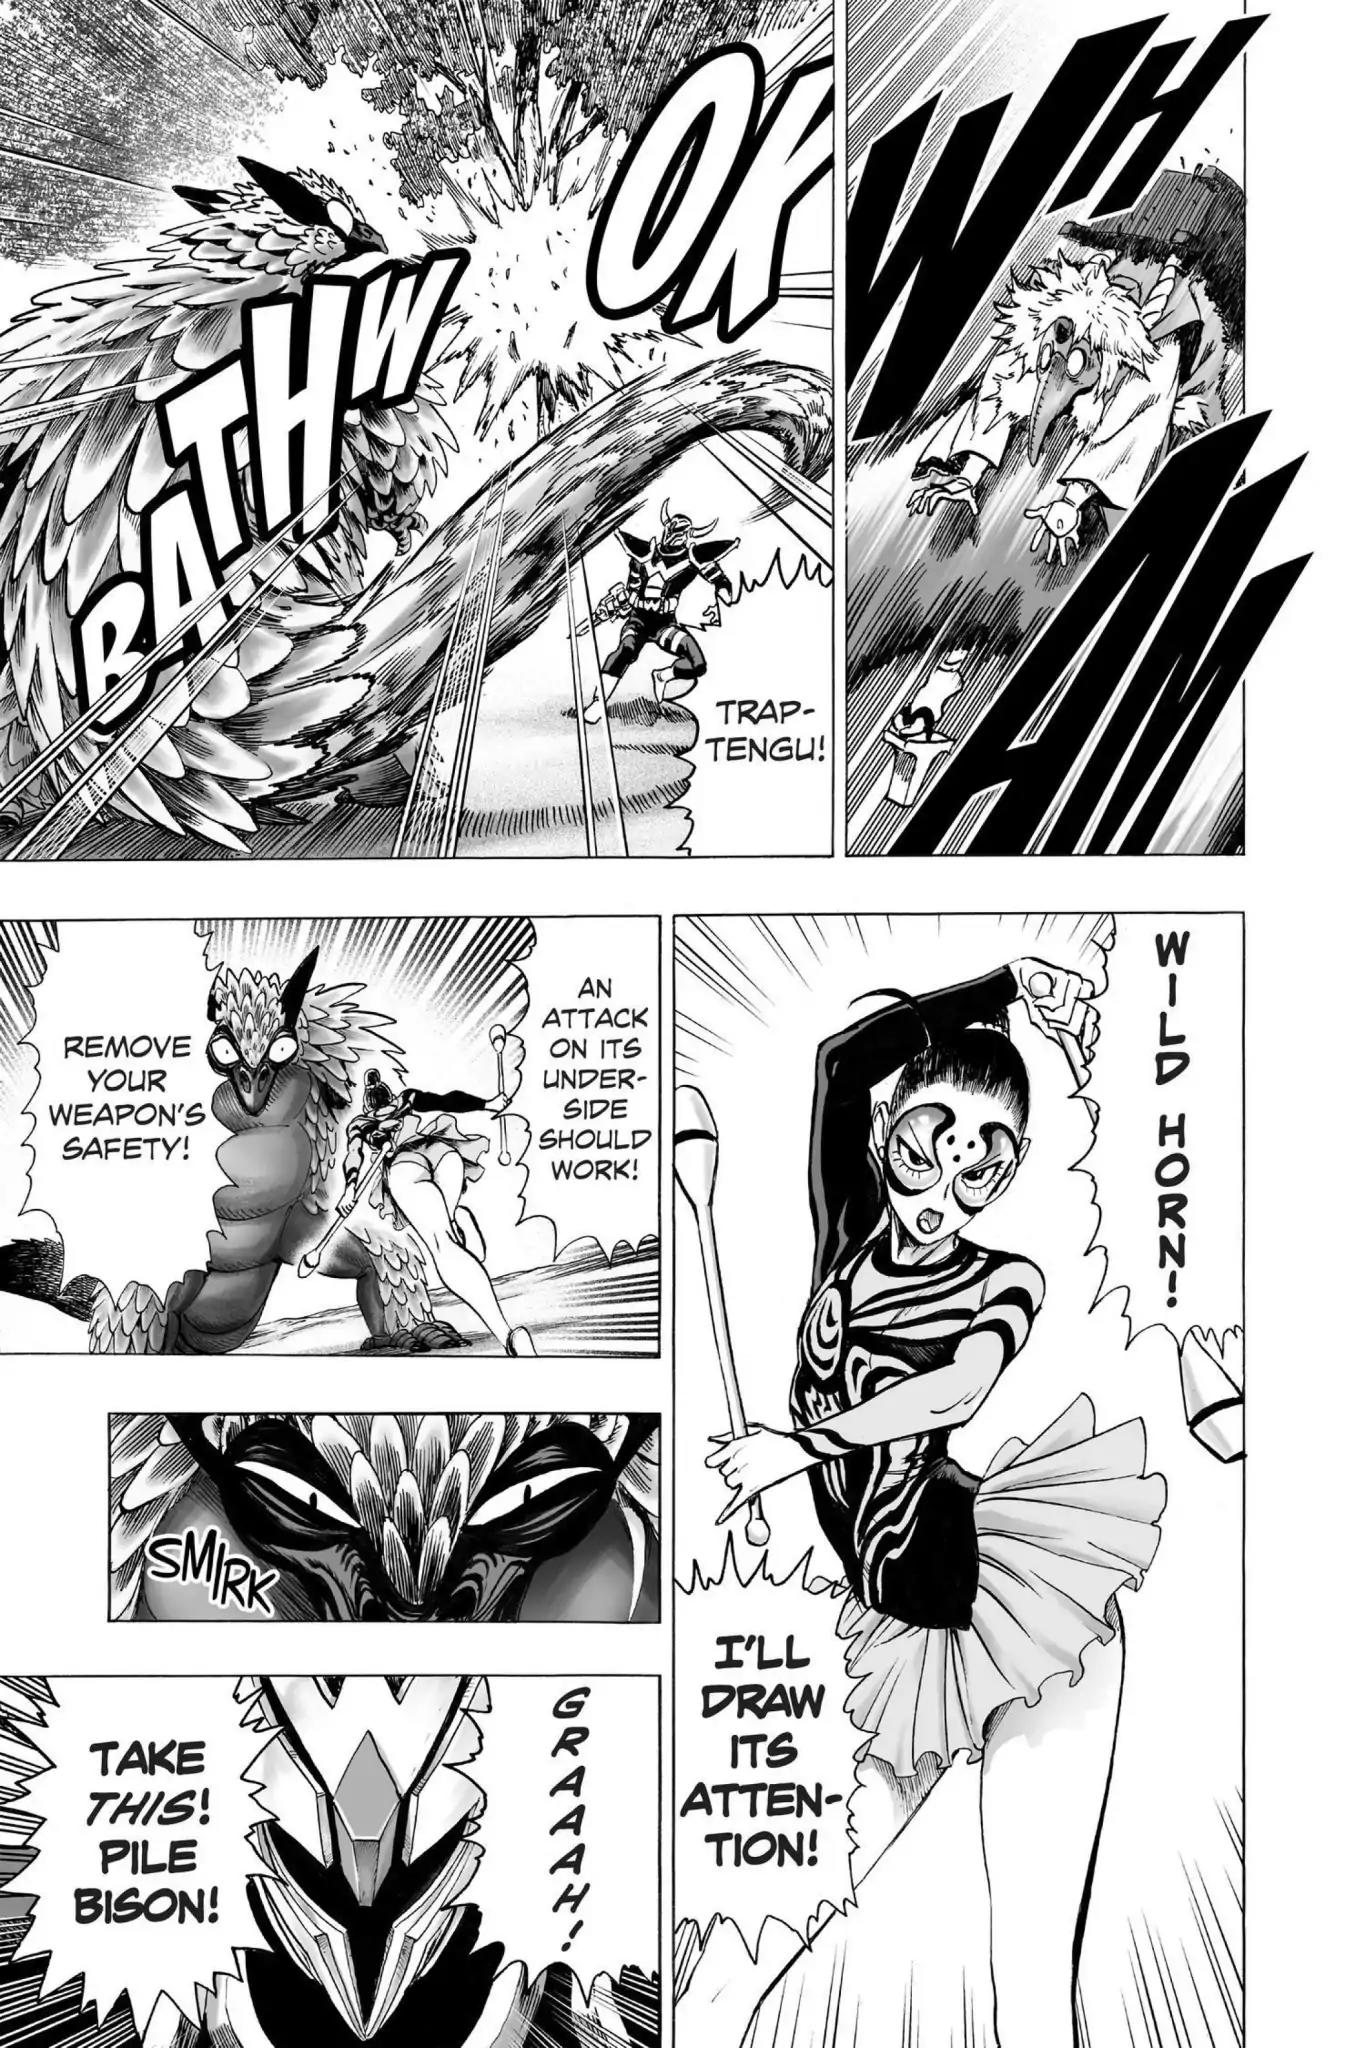 WH
AM
OK
BATHW
TRAP-
TENGU!
WILD HORN!
I'LL
DRAW
ITS
ATTEN-
TION!
AN
ATTACK
ON ITS
UNDER-
SIDE
SHOULD
WORK!
REMOVE
YOUR
WEAPON'S
SAFETY!
SMIRK
GRAAAH!
TAKE
THIS!
PILE
BISON!